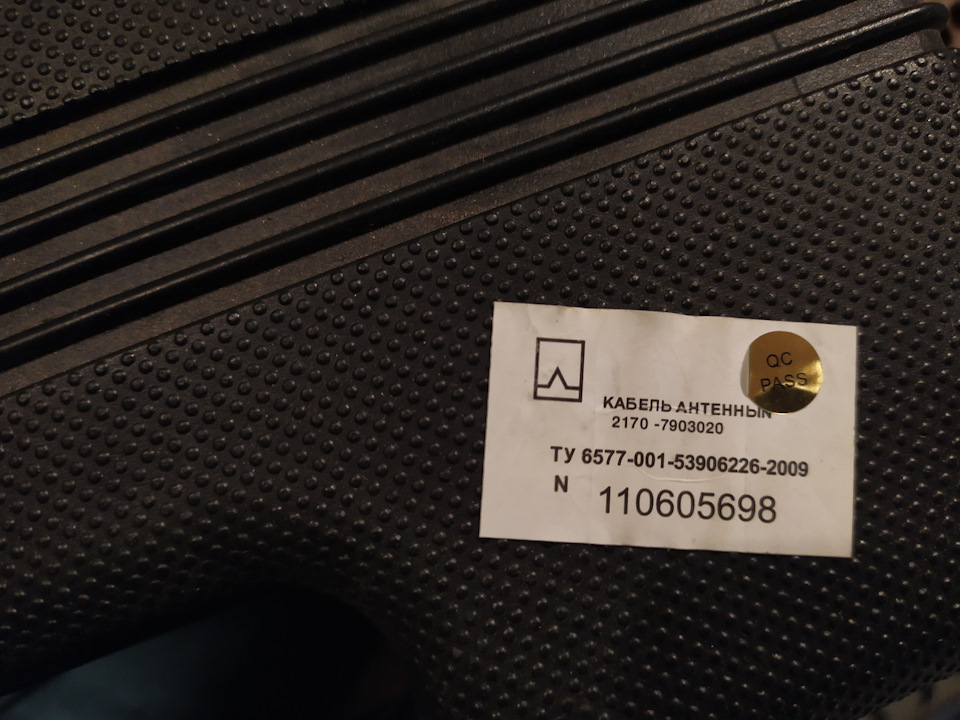 QC
PASS
КАБЕЛЬ АНТЕННЫЙ
2170 -7903020
ТУ 6577-001-53906226-2009
N 110605698